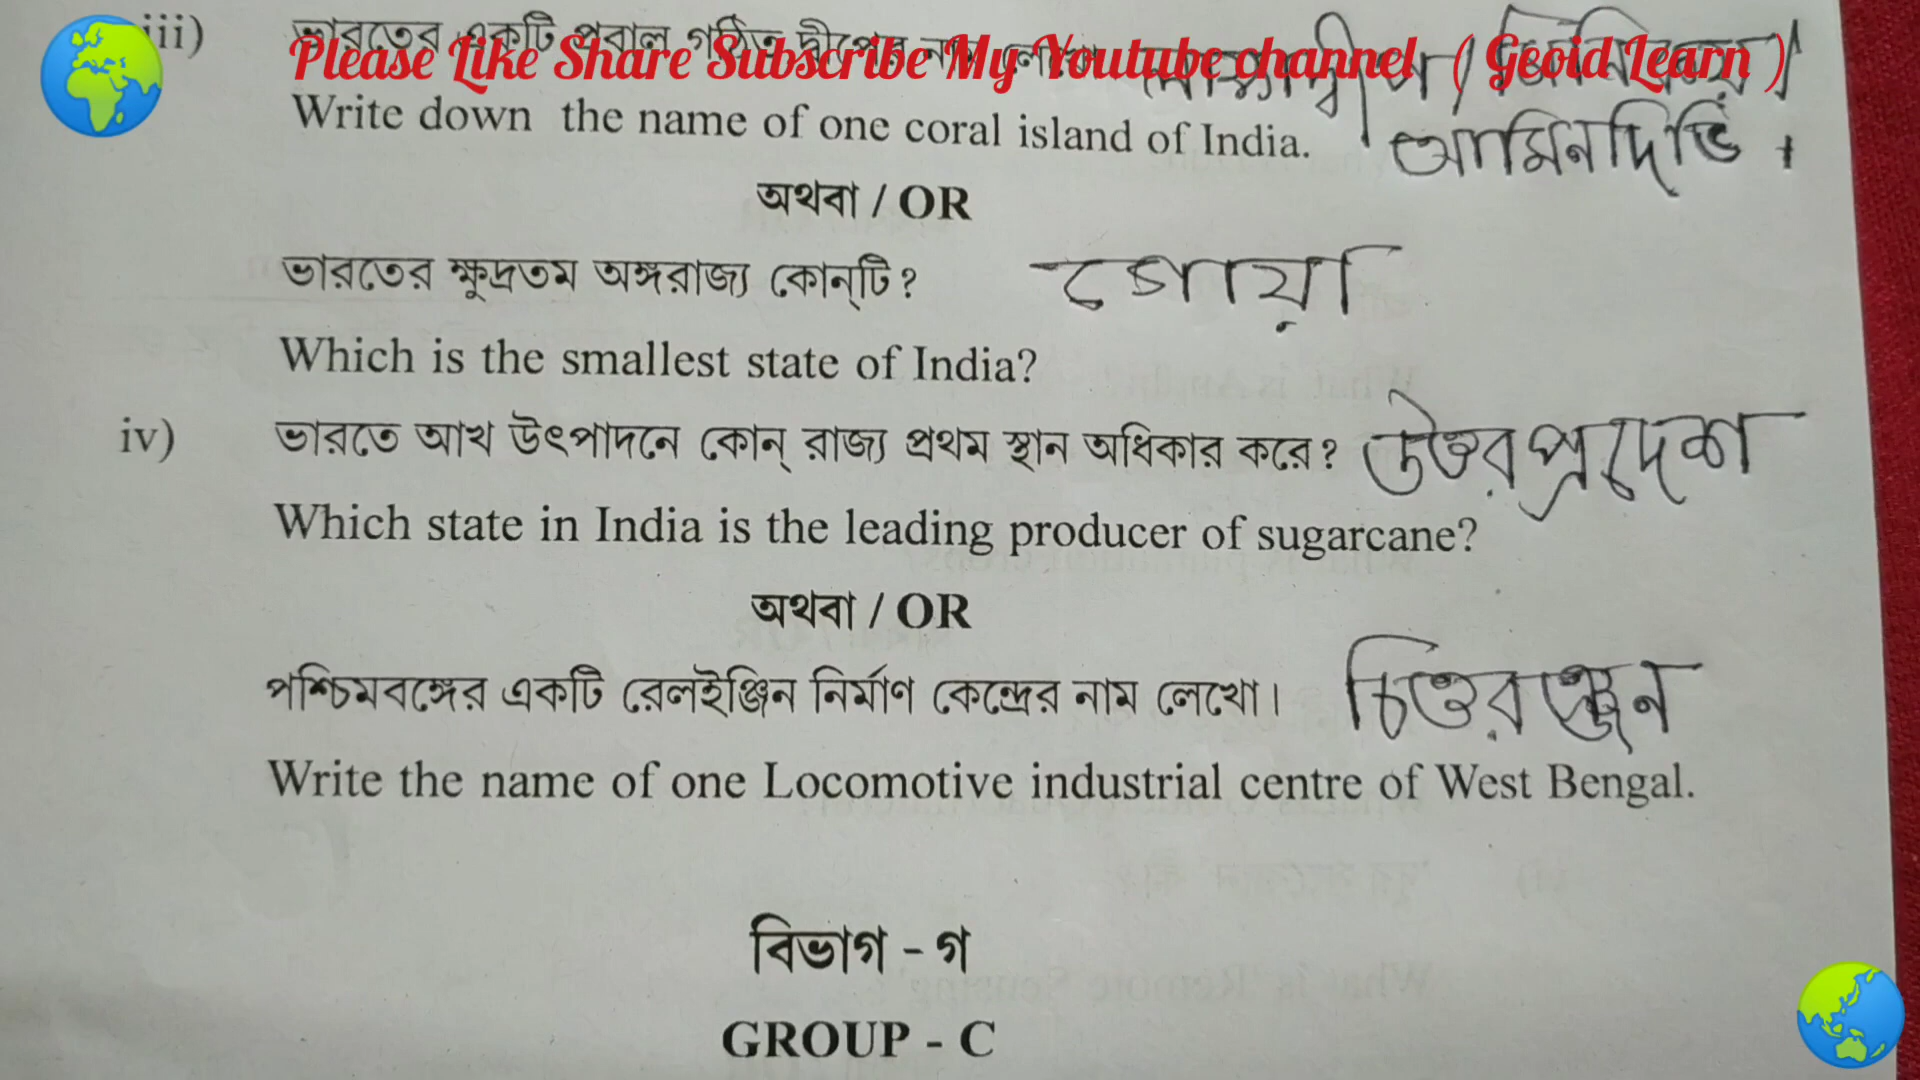 iii) ভারতের একটি প্রবাল গঠিত দ্বীপের নাম লেখো
Please Like Share Subscribe My Youtube channel ( Geoid Learn )
Write down the name of one coral island of India.
আমিনদিভি ।
অথবা / OR
ভারতের ক্ষুদ্রতম অঙ্গরাজ্য কোন্‌টি ? গোয়া
Which is the smallest state of India?
iv) ভারতে আখ উৎপাদনে কোন্ রাজ্য প্রথম স্থান অধিকার করে ? উত্তরপ্রদেশ
Which state in India is the leading producer of sugarcane?
অথবা / OR
পশ্চিমবঙ্গের একটি রেলইঞ্জিন নির্মাণ কেন্দ্রের নাম লেখো। চিত্তরঞ্জন
Write the name of one Locomotive industrial centre of West Bengal.
বিভাগ - গ
GROUP - C